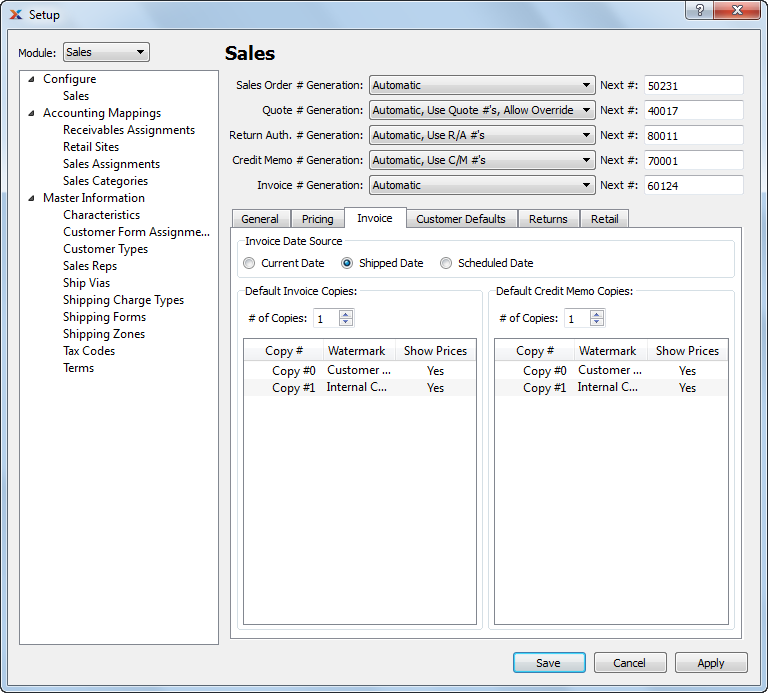 Setup
Module: Sales
Configure
Sales
Accounting Mappings
Receivables Assignments
Retail Sites
Sales Assignments
Sales Categories
Master Information
Characteristics
Customer Form Assignme...
Customer Types
Sales Reps
Ship Vias
Shipping Charge Types
Shipping Forms
Shipping Zones
Tax Codes
Terms
Sales
Sales Order # Generation: Automatic Next #: 50231
Quote # Generation: Automatic, Use Quote #'s, Allow Override Next #: 40017
Return Auth. # Generation: Automatic, Use R/A #'s Next #: 80011
Credit Memo # Generation: Automatic, Use C/M #'s Next #: 70001
Invoice # Generation: Automatic Next #: 60124
General Pricing Invoice Customer Defaults Returns Retail
Invoice Date Source
Current Date Shipped Date Scheduled Date
Default Invoice Copies:
# of Copies: 1
Copy # Watermark Show Prices
Copy #0 Customer ... Yes
Copy #1 Internal C... Yes
Default Credit Memo Copies:
# of Copies: 1
Copy # Watermark Show Prices
Copy #0 Customer ... Yes
Copy #1 Internal C... Yes
Save Cancel Apply